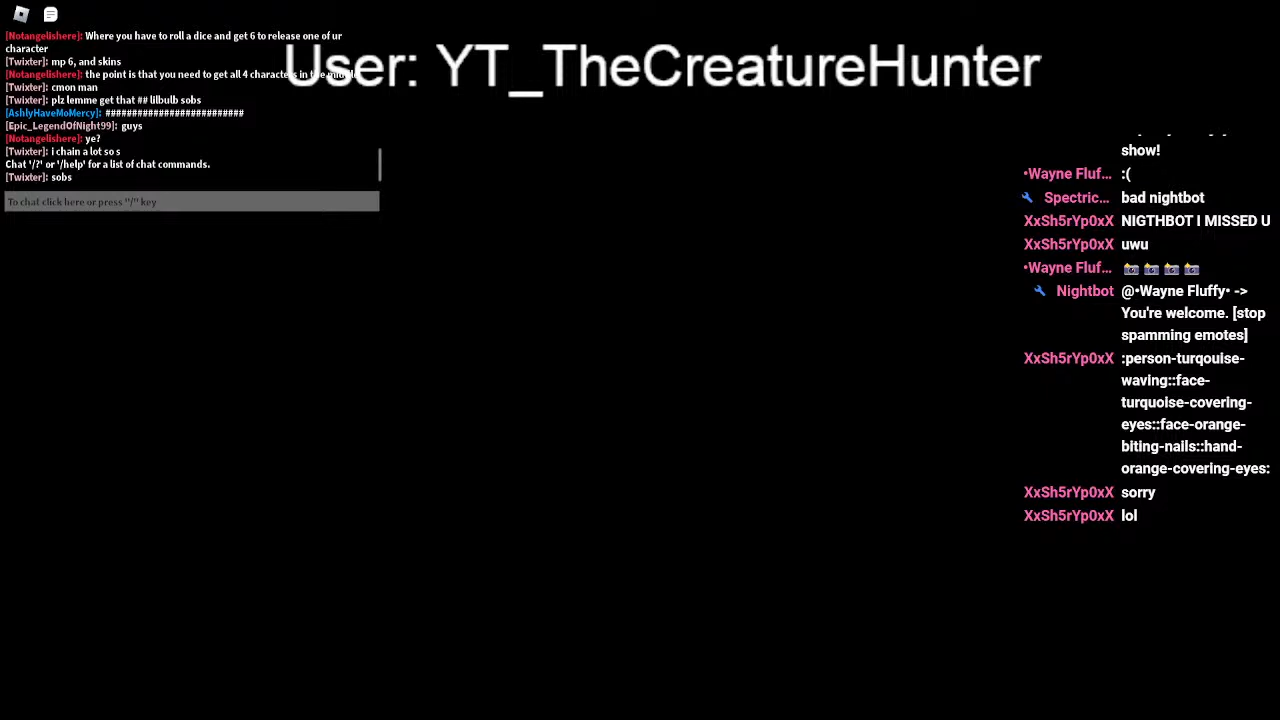 User: YT_TheCreatureHunter
[Notangelishere]: Where you have to roll a dice and get 6 to release one of ur
character
[Twixter]: mp 6, and skins
[Notangelishere]: the point is that you need to get all 4 characters in the middle
[Twixter]: cmon man
[Twixter]: plz lemme get that ## lilbulb sobs
[AshlyHaveMoMercy]: ##########################
[Epic_LegendOfNight99]: guys
[Notangelishere]: ye?
[Twixter]: i chain a lot so s
Chat '/?' or '/help' for a list of chat commands.
[Twixter]: sobs
To chat click here or press "/" key
show!
•Wayne Fluf... :(
Spectric... bad nightbot
XxSh5rYp0xX NIGTHBOT I MISSED U
XxSh5rYp0xX uwu
•Wayne Fluf... 📸📸📸📸
Nightbot @•Wayne Fluffy• ->
You're welcome. [stop
spamming emotes]
XxSh5rYp0xX :person-turqouise-
waving::face-
turquoise-covering-
eyes::face-orange-
biting-nails::hand-
orange-covering-eyes:
XxSh5rYp0xX sorry
XxSh5rYp0xX lol